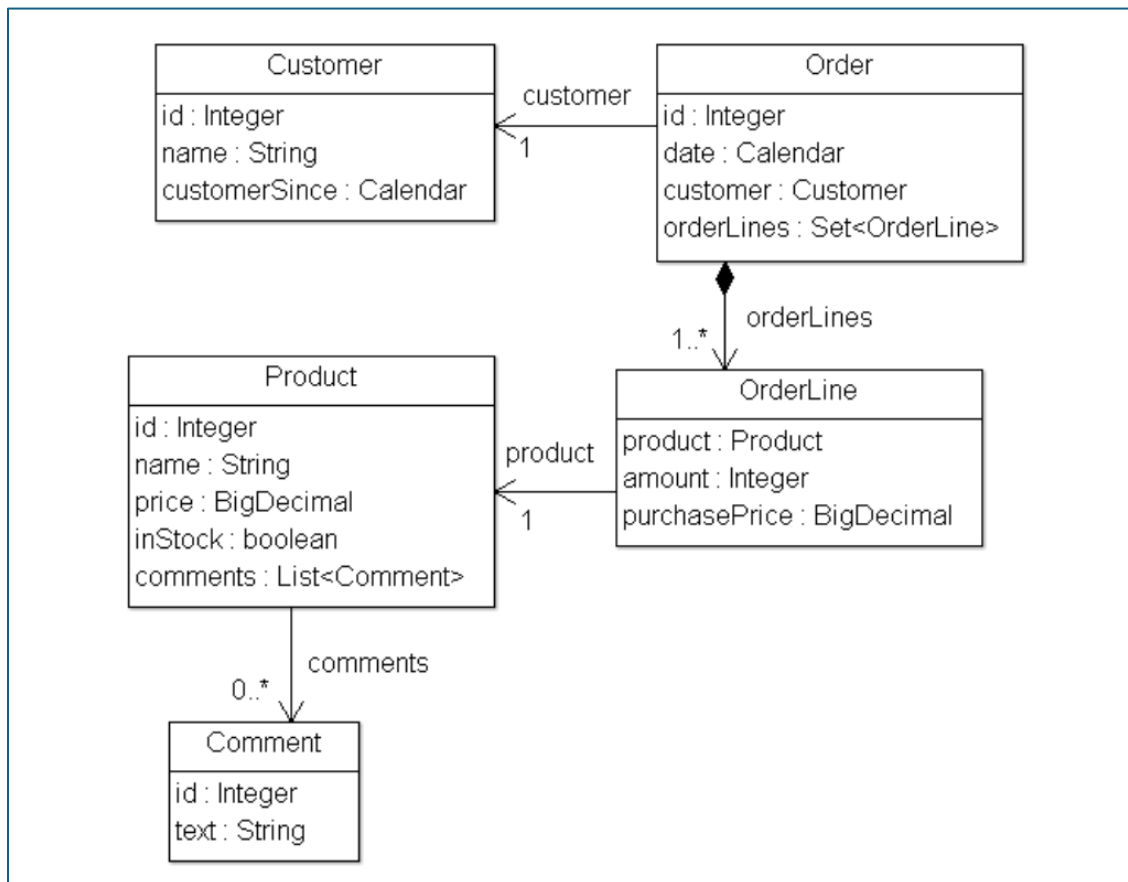 Customer
id : Integer
name : String
customerSince : Calendar
customer
1
Order
id : Integer
date : Calendar
customer : Customer
orderLines : Set<OrderLine>
orderLines
1..*
Product
id : Integer
name : String
price : BigDecimal
inStock : boolean
comments : List<Comment>
product
1
OrderLine
product : Product
amount : Integer
purchasePrice : BigDecimal
comments
0..*
Comment
id : Integer
text : String